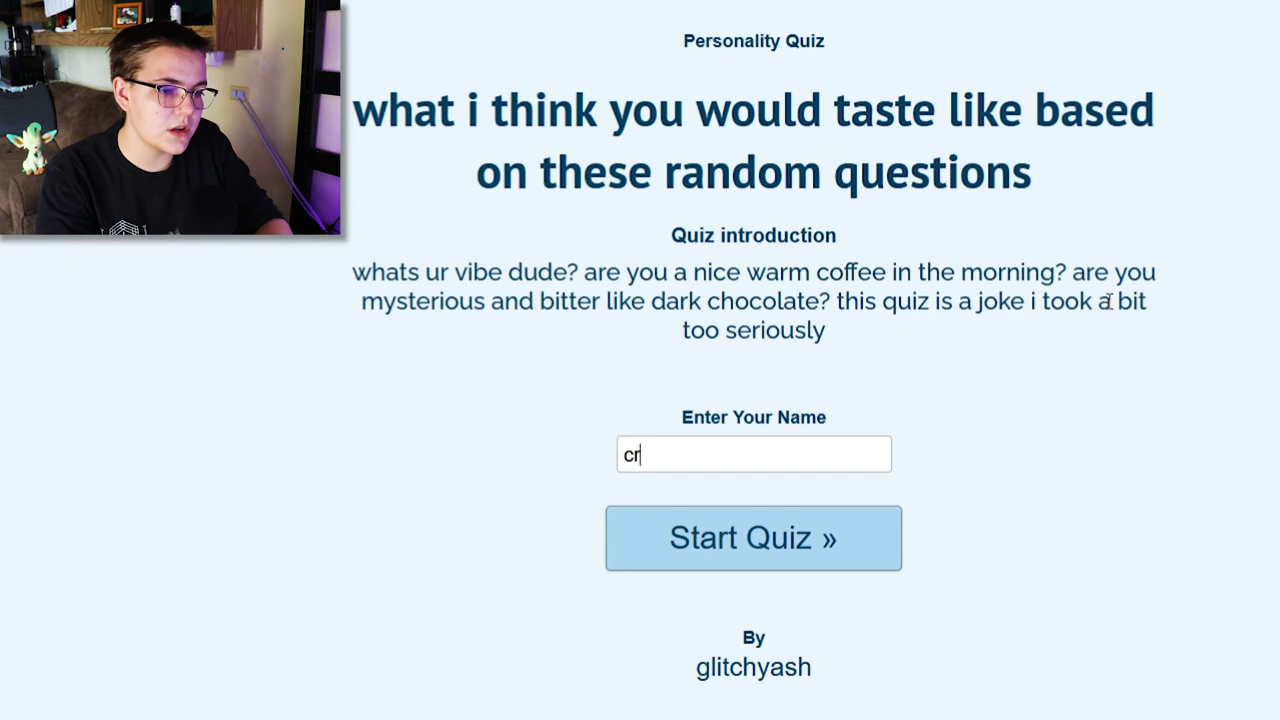 Personality Quiz
what i think you would taste like based
on these random questions
Quiz introduction
whats ur vibe dude? are you a nice warm coffee in the morning? are you
mysterious and bitter like dark chocolate? this quiz is a joke i took a bit
too seriously
Enter Your Name
cr
Start Quiz »
By
glitchyash